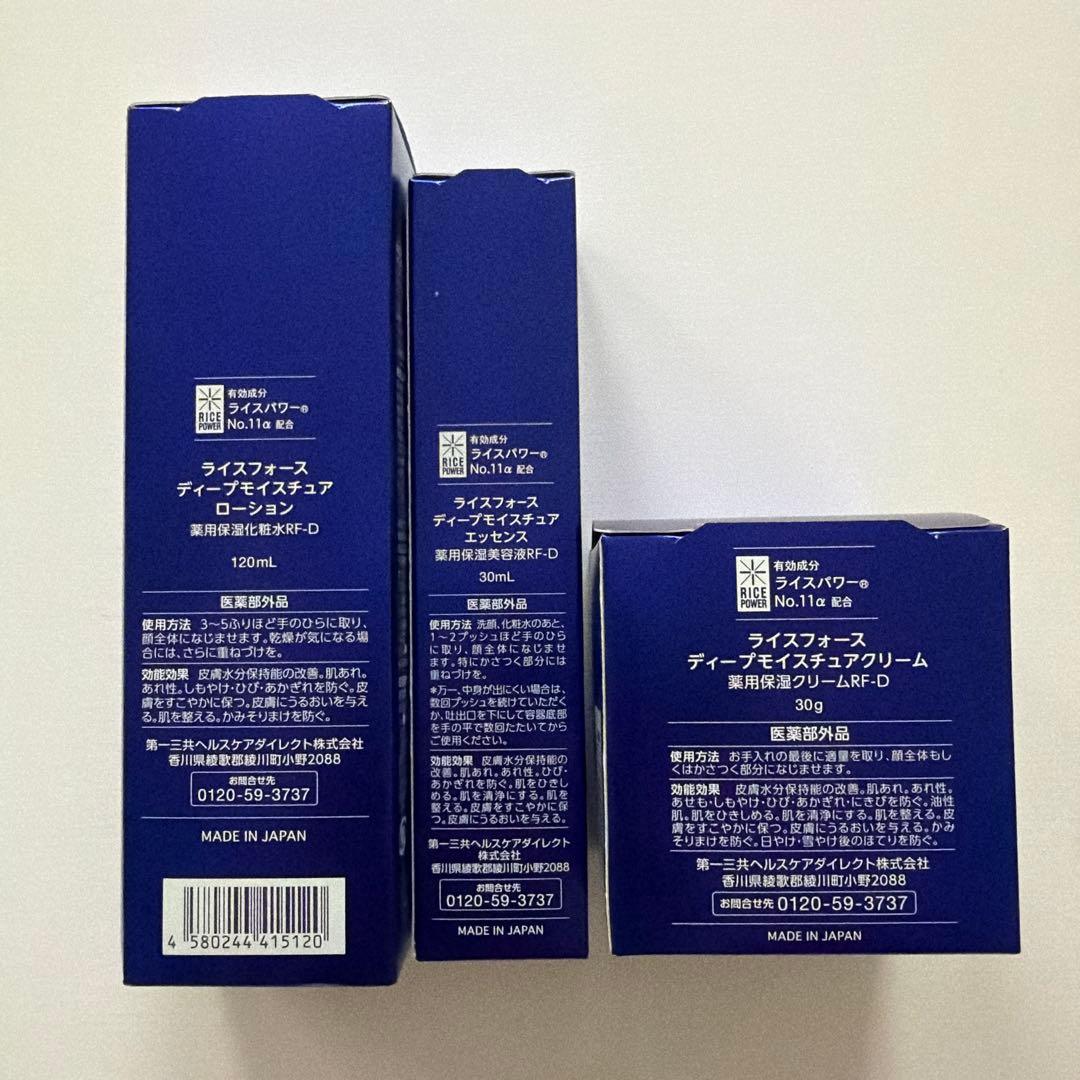 RICE
POWER
有効成分
ライスパワー®
No.11α 配合
ライスフォース
ディープモイスチュア
ローション
薬用保湿化粧水RF-D
120mL
医薬部外品
使用方法 3〜5ふりほど手のひらに取り、
顔全体になじませます。乾燥が気になる場
合には、さらに重ねづけを。
効能効果 皮膚水分保持能の改善。肌あれ。
あれ性。しもやけ・ひび・あかぎれを防ぐ。皮
膚をすこやかに保つ。皮膚にうるおいを与え
る。肌を整える。かみそりまけを防ぐ。
第一三共ヘルスケアダイレクト株式会社
香川県綾歌郡綾川町小野2088
お問合せ先
0120-59-3737
MADE IN JAPAN
4 580244 415120
RICE
POWER
有効成分
ライスパワー®
No.11α 配合
ライスフォース
ディープモイスチュア
エッセンス
薬用保湿美容液RF-D
30mL
医薬部外品
使用方法 洗顔、化粧水のあと、
1〜2プッシュほど手のひら
に取り、顔全体になじませ
ます。特にかさつく部分には
重ねづけを。
*万一、中身が出にくい場合は、
数回プッシュを続けていただく
か、吐出口を下にして容器底部
を手の平で数回たたいてから
ご使用ください。
効能効果 皮膚水分保持能の
改善。肌あれ。あれ性。ひび・
あかぎれを防ぐ。肌をひきし
める。肌を清浄にする。肌を
整える。皮膚をすこやかに保
つ。皮膚にうるおいを与える。
第一三共ヘルスケアダイレクト
株式会社
香川県綾歌郡綾川町小野2088
お問合せ先
0120-59-3737
MADE IN JAPAN
RICE
POWER
有効成分
ライスパワー®
No.11α 配合
ライスフォース
ディープモイスチュアクリーム
薬用保湿クリームRF-D
30g
医薬部外品
使用方法 お手入れの最後に適量を取り、顔全体もし
くはかさつく部分になじませます。
効能効果 皮膚水分保持能の改善。肌あれ。あれ性。
あせも・しもやけ・ひび・あかぎれ・にきびを防ぐ。油性
肌。肌をひきしめる。肌を清浄にする。肌を整える。皮
膚をすこやかに保つ。皮膚にうるおいを与える。かみ
そりまけを防ぐ。日やけ・雪やけ後のほてりを防ぐ。
第一三共ヘルスケアダイレクト株式会社
香川県綾歌郡綾川町小野2088
お問合せ先 0120-59-3737
MADE IN JAPAN